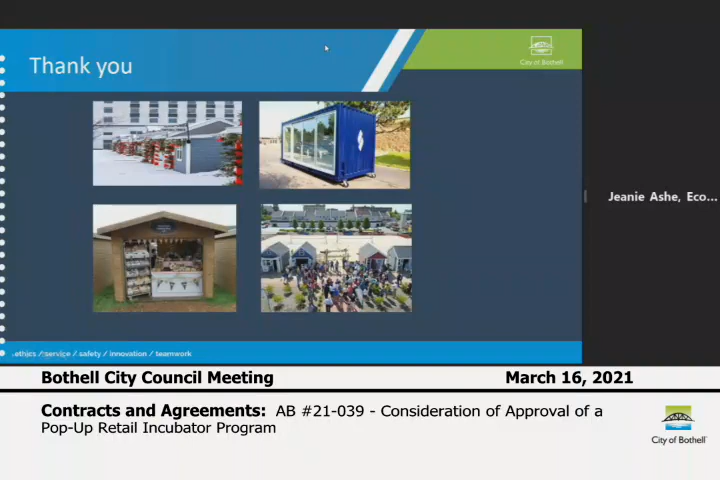 Thank you
City of Bothell
Jeanie Ashe, Eco...
ethics / service / safety / innovation / teamwork
Bothell City Council Meeting
March 16, 2021
Contracts and Agreements: AB #21-039 - Consideration of Approval of a
Pop-Up Retail Incubator Program
City of Bothell